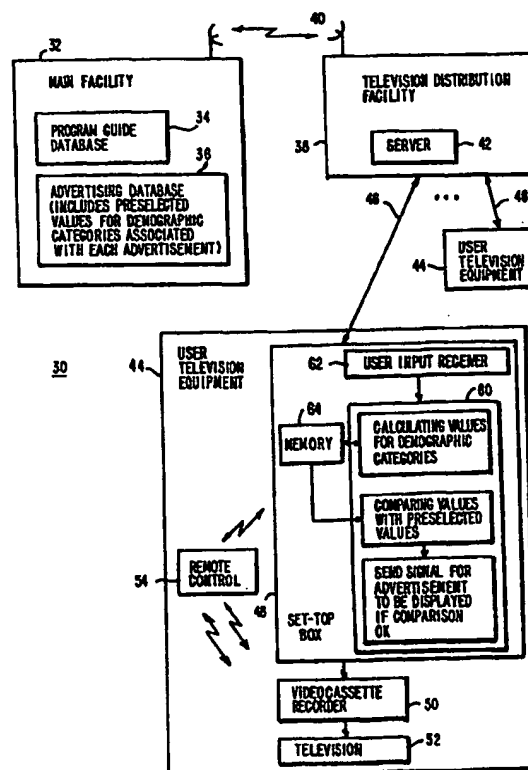 32
40
MAIN FACILITY
PROGRAM GUIDE
DATABASE
34
36
ADVERTISING DATABASE
(INCLUDES PRESELECTED
VALUES FOR DEMOGRAPHIC
CATEGORIES ASSOCIATED
WITH EACH ADVERTISEMENT)
TELEVISION DISTRIBUTION
FACILITY
SERVER
42
38
46
...
46
USER
TELEVISION
EQUIPMENT
44
30
44
USER
TELEVISION
EQUIPMENT
62
USER INPUT RECEIVER
60
64
MEMORY
CALCULATING VALUES
FOR DEMOGRAPHIC
CATEGORIES
COMPARING VALUES
WITH PRESELECTED
VALUES
SEND SIGNAL FOR
ADVERTISEMENT
TO BE DISPLAYED
IF COMPARISON
OK
REMOTE
CONTROL
54
48
SET-TOP
BOX
VIDEOCASSETTE
RECORDER
50
TELEVISION
52